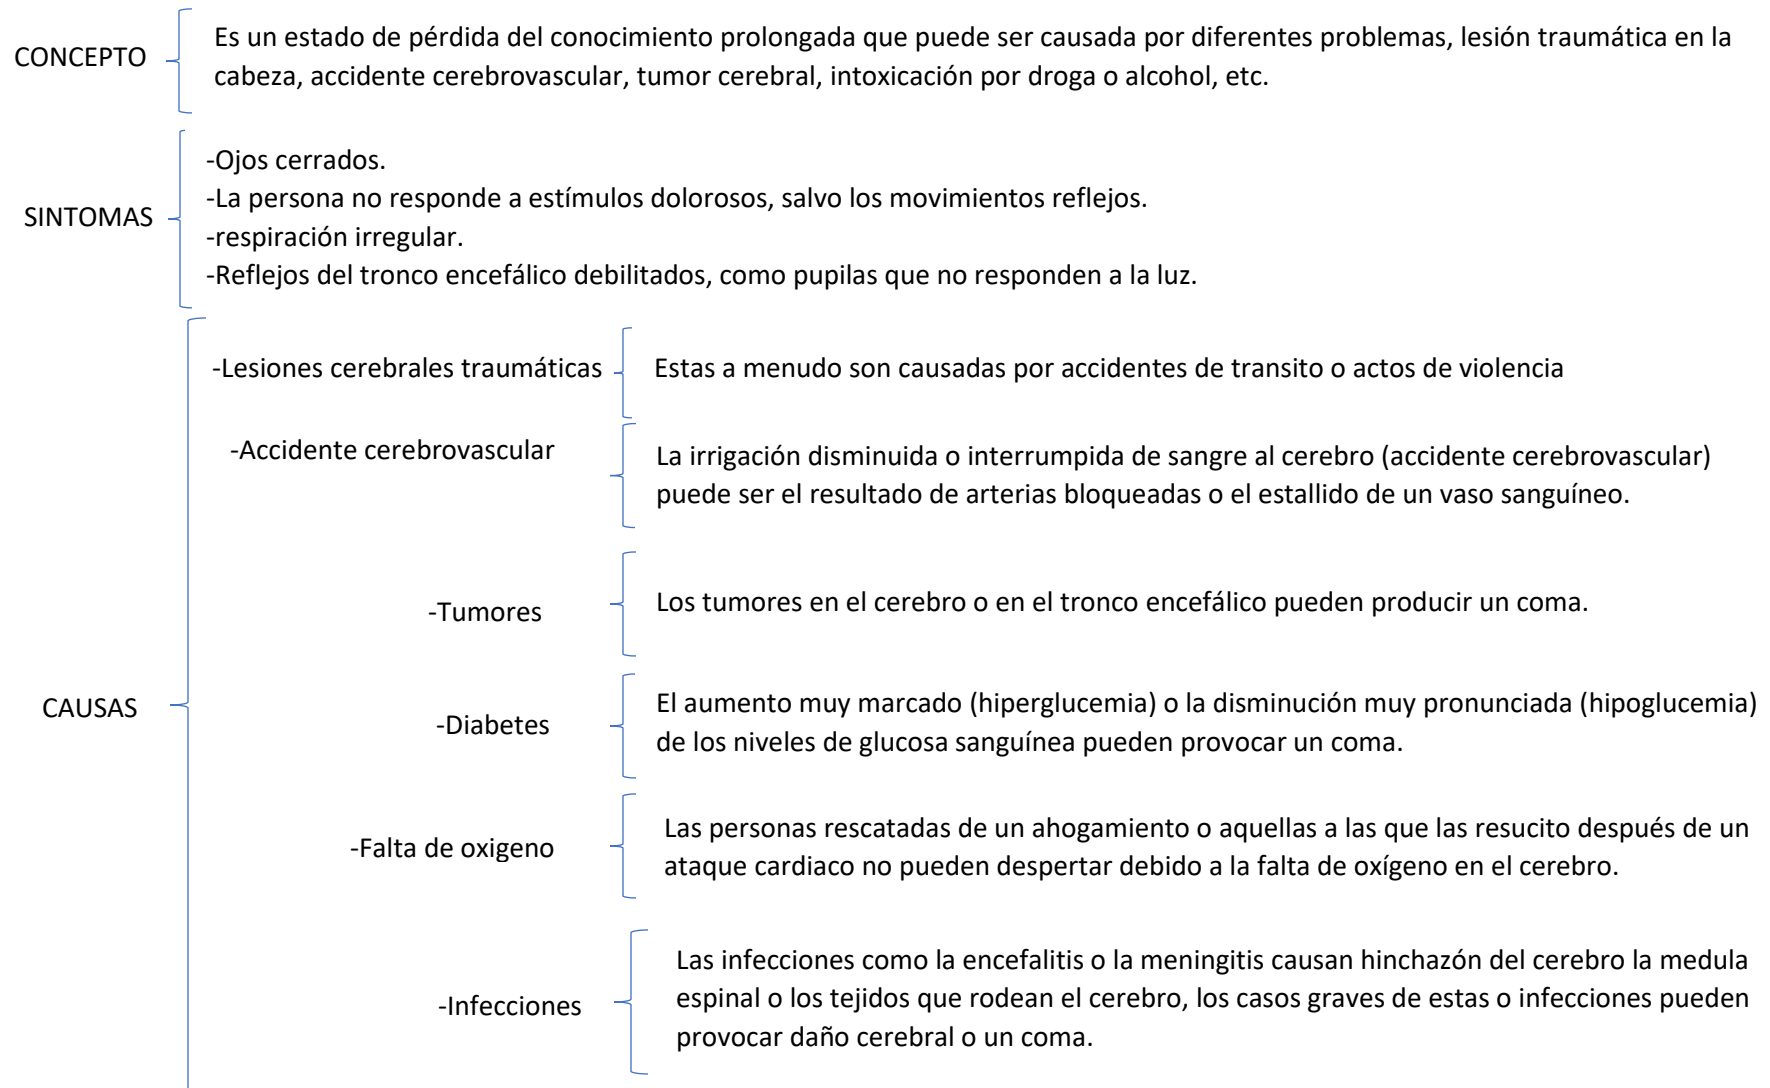 CONCEPTO
Es un estado de pérdida del conocimiento prolongada que puede ser causada por diferentes problemas, lesión traumática en la
cabeza, accidente cerebrovascular, tumor cerebral, intoxicación por droga o alcohol, etc.
SINTOMAS
-Ojos cerrados.
-La persona no responde a estímulos dolorosos, salvo los movimientos reflejos.
-respiración irregular.
-Reflejos del tronco encefálico debilitados, como pupilas que no responden a la luz.
CAUSAS
-Lesiones cerebrales traumáticas
Estas a menudo son causadas por accidentes de transito o actos de violencia
-Accidente cerebrovascular
La irrigación disminuida o interrumpida de sangre al cerebro (accidente cerebrovascular)
puede ser el resultado de arterias bloqueadas o el estallido de un vaso sanguíneo.
-Tumores
Los tumores en el cerebro o en el tronco encefálico pueden producir un coma.
-Diabetes
El aumento muy marcado (hiperglucemia) o la disminución muy pronunciada (hipoglucemia)
de los niveles de glucosa sanguínea pueden provocar un coma.
-Falta de oxigeno
Las personas rescatadas de un ahogamiento o aquellas a las que las resucito después de un
ataque cardiaco no pueden despertar debido a la falta de oxígeno en el cerebro.
-Infecciones
Las infecciones como la encefalitis o la meningitis causan hinchazón del cerebro la medula
espinal o los tejidos que rodean el cerebro, los casos graves de estas o infecciones pueden
provocar daño cerebral o un coma.